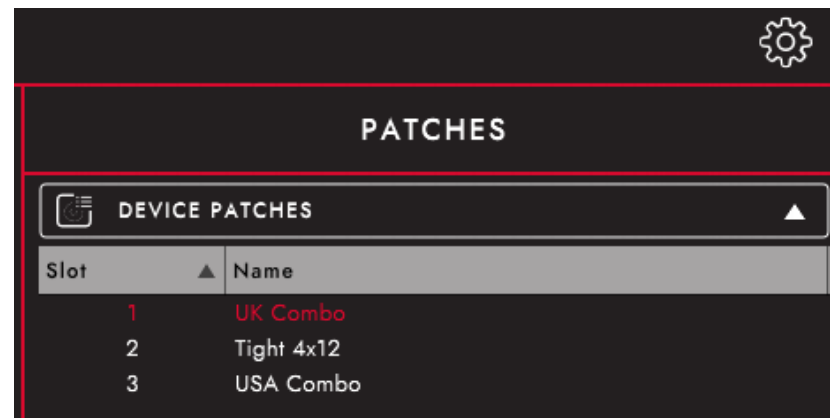 PATCHES
DEVICE PATCHES
Slot Name
1 UK Combo
2 Tight 4x12
3 USA Combo